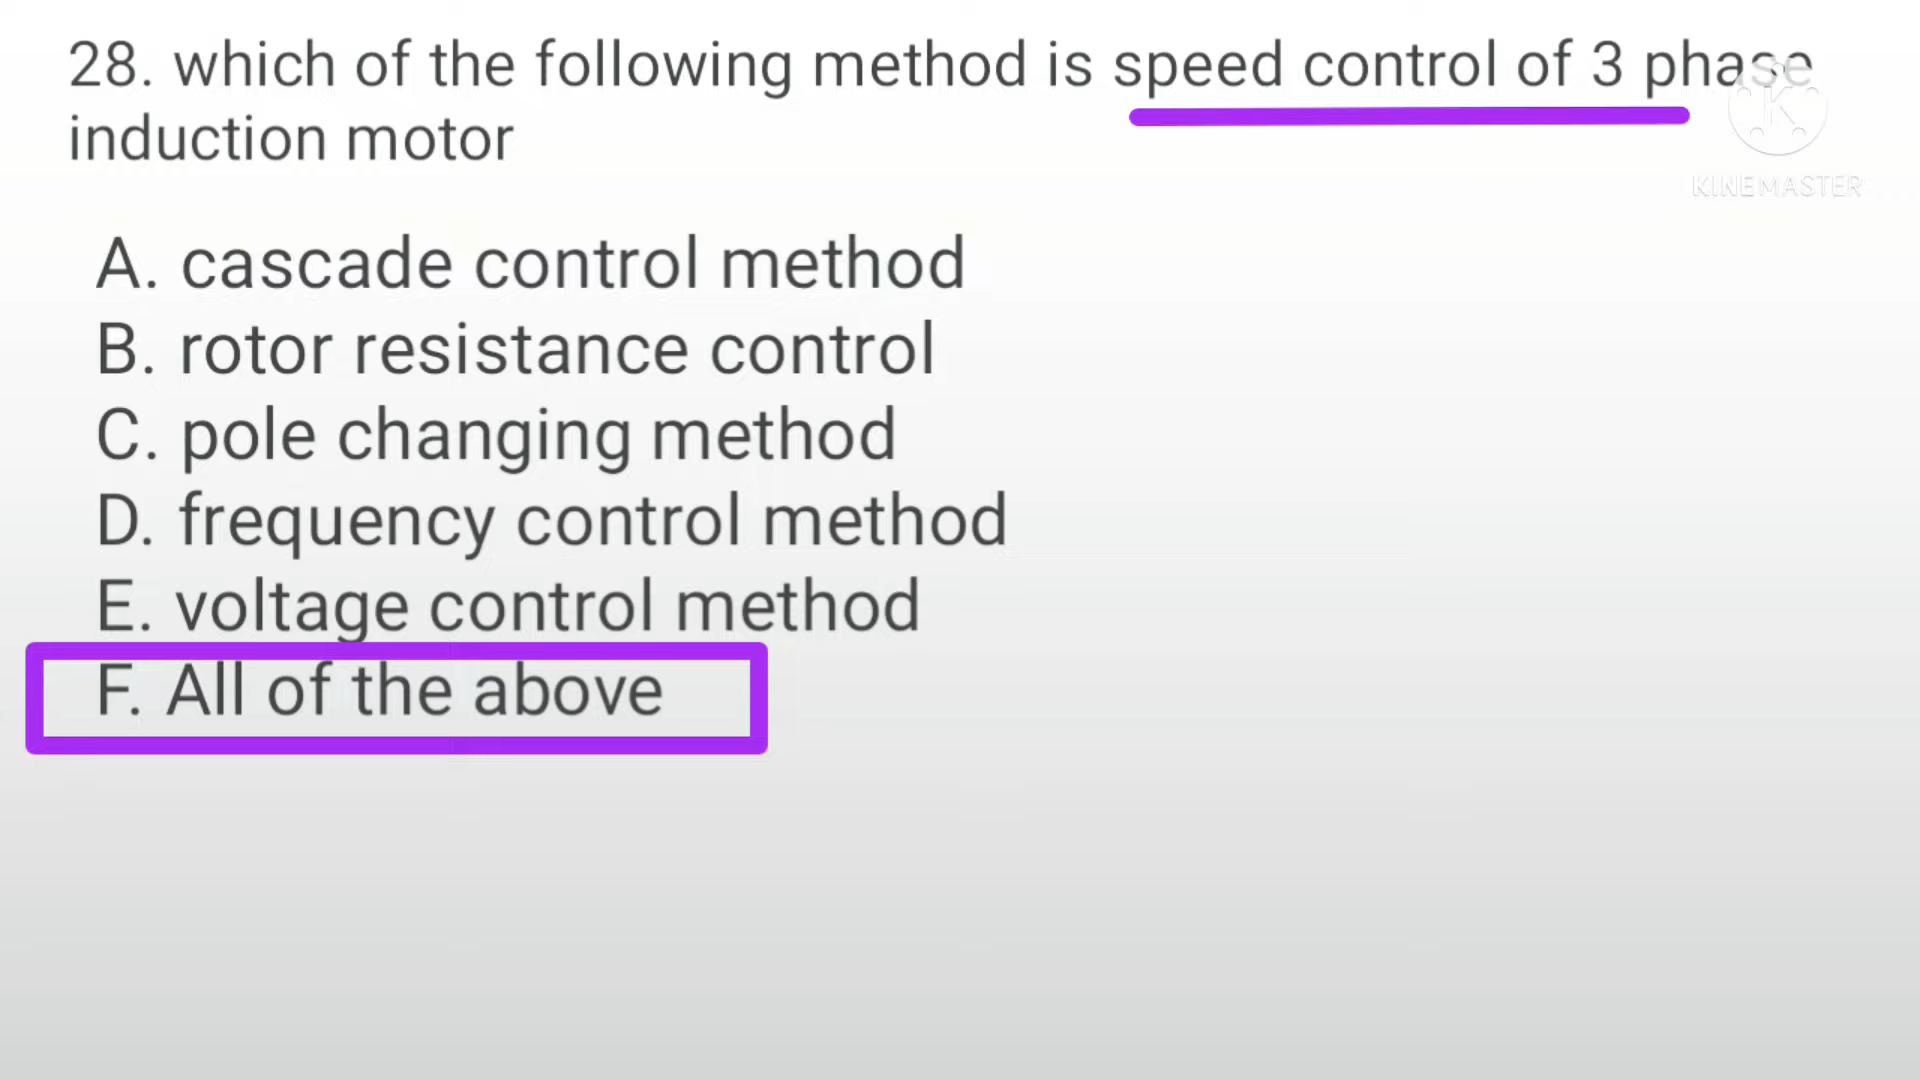 28. which of the following method is speed control of 3 phase
induction motor
K
KINEMASTER
A. cascade control method
B. rotor resistance control
C. pole changing method
D. frequency control method
E. voltage control method
F. All of the above